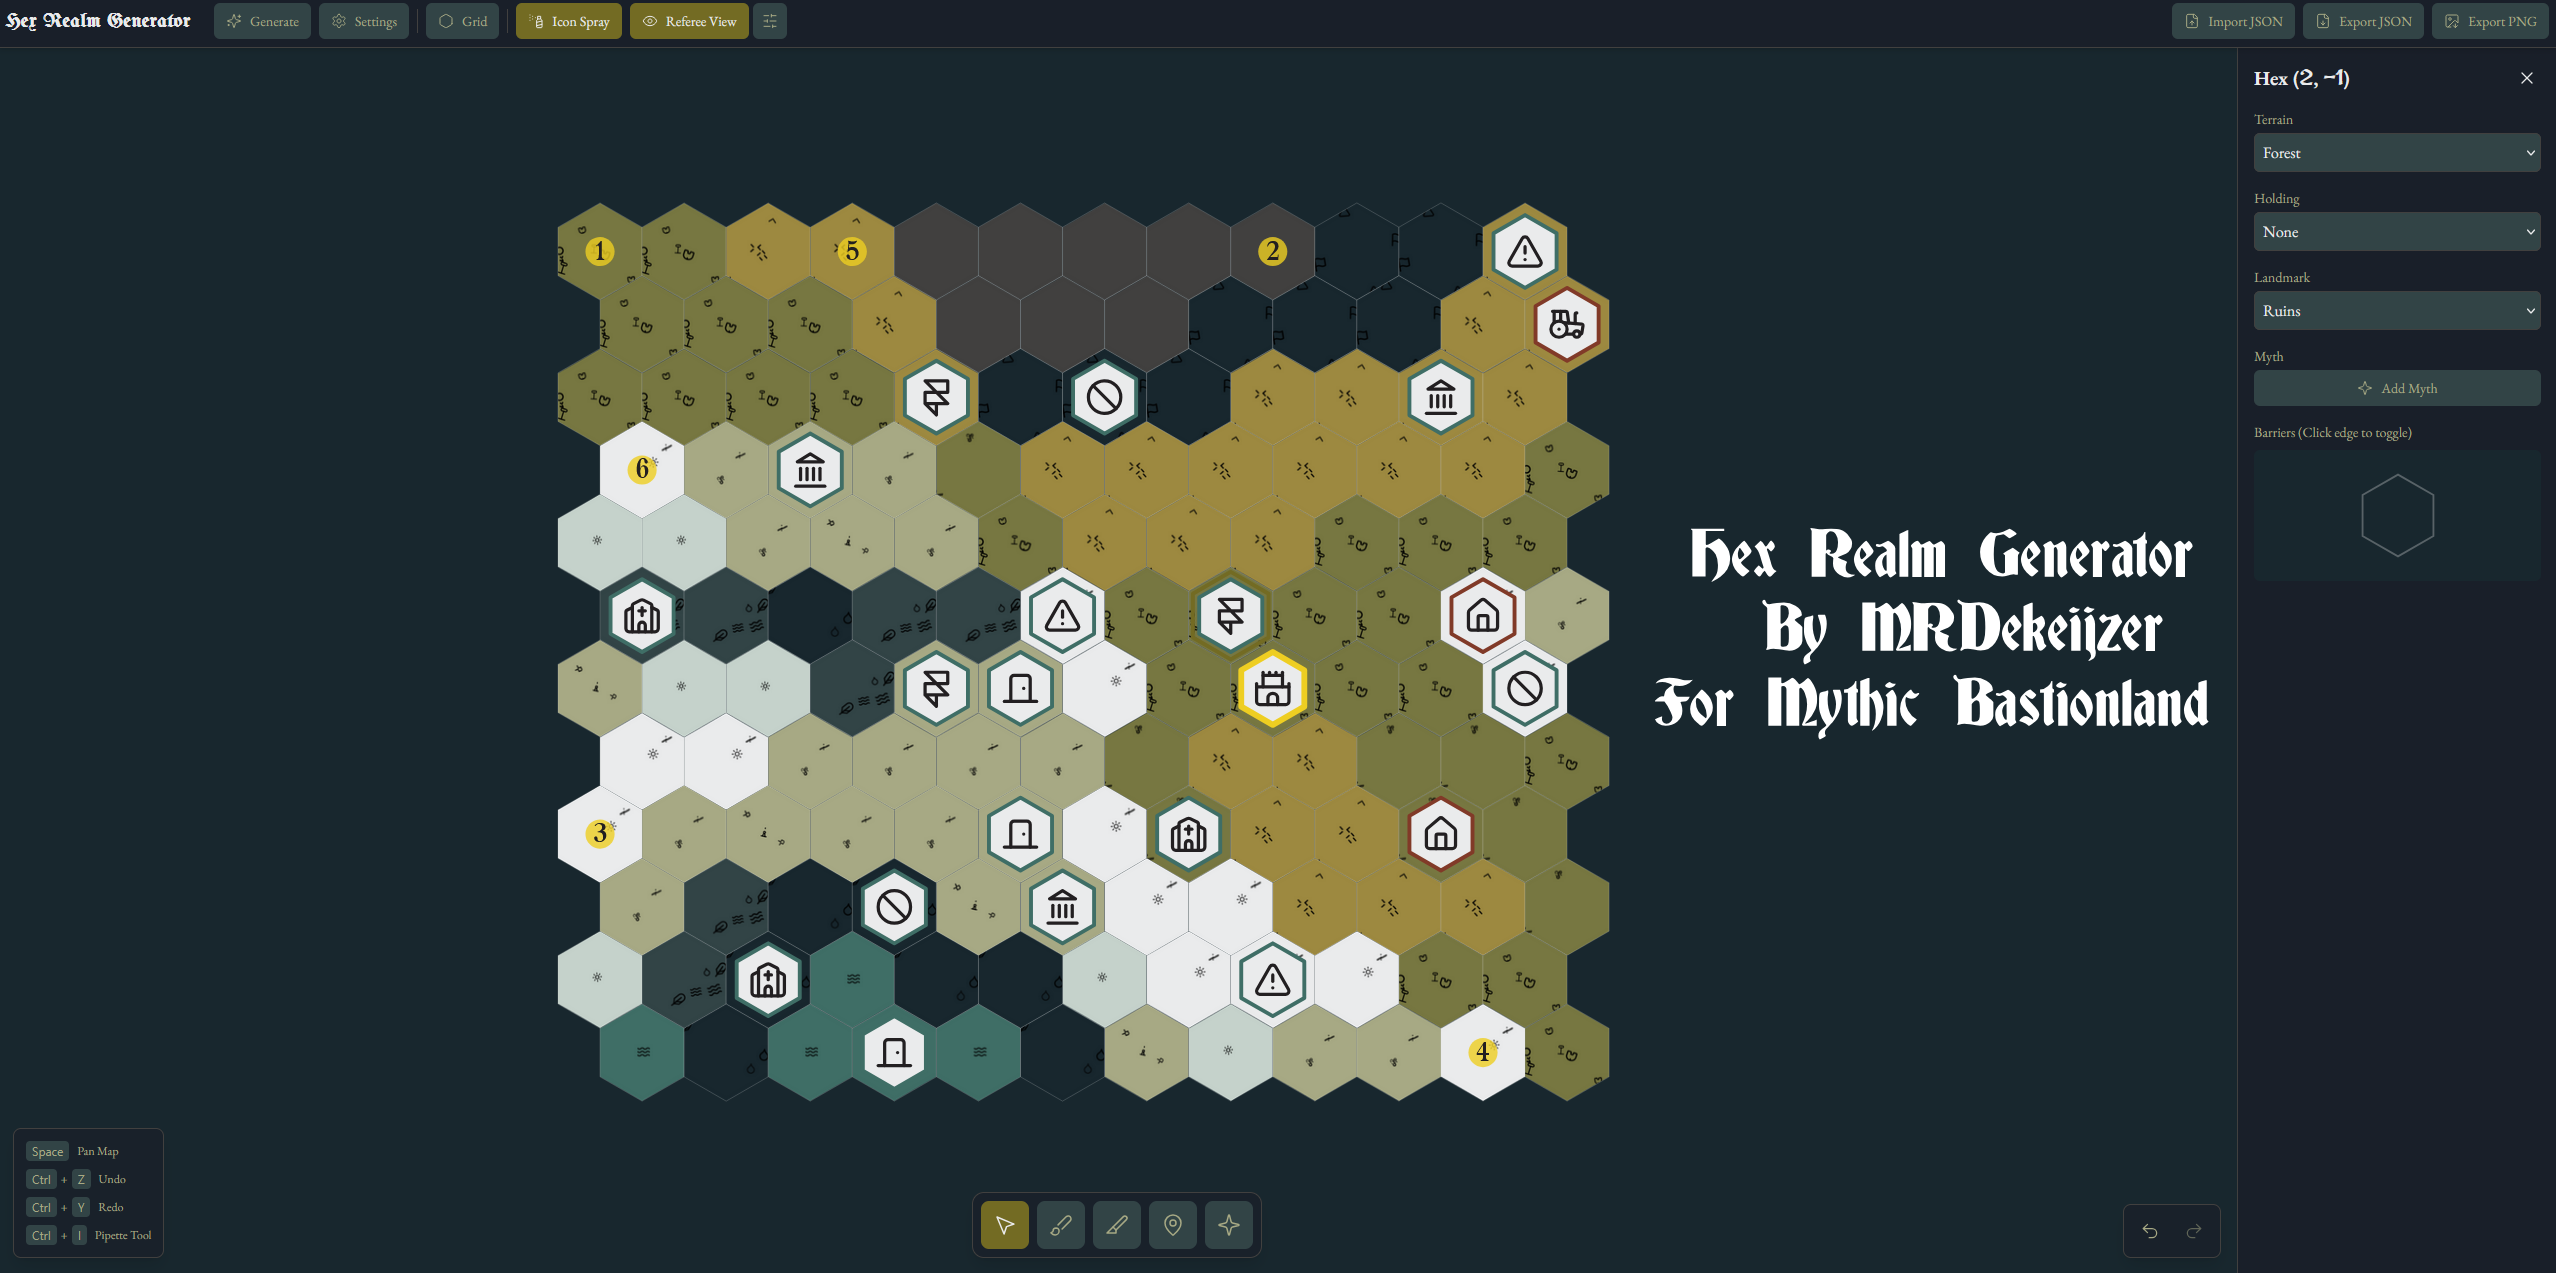 Hex Realm Generator
Generate
Settings
Grid
Icon Spray
Referee View
Import JSON
Export JSON
Export PNG
Hex (2, -1)
Terrain
Forest
Holding
None
Landmark
Ruins
Myth
Add Myth
Barriers (Click edge to toggle)
1
5
2
6
3
4
Hex Realm Generator
By MRDekeijzer
For Mythic Bastionland
Space Pan Map
Ctrl + Z Undo
Ctrl + Y Redo
Ctrl + I Pipette Tool